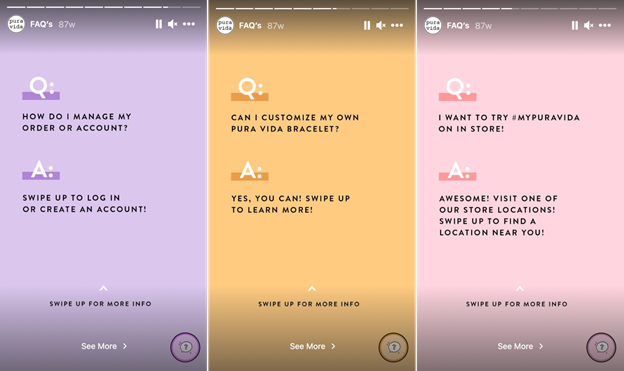 pura
vida
FAQ's 87w
Q:
HOW DO I MANAGE MY
ORDER OR ACCOUNT?
A:
SWIPE UP TO LOG IN
OR CREATE AN ACCOUNT!
SWIPE UP FOR MORE INFO
See More
?
pura
vida
FAQ's 87w
Q:
CAN I CUSTOMIZE MY OWN
PURA VIDA BRACELET?
A:
YES, YOU CAN! SWIPE UP
TO LEARN MORE!
SWIPE UP FOR MORE INFO
See More
?
pura
vida
FAQ's 87w
Q:
I WANT TO TRY #MYPURAVIDA
ON IN STORE!
A:
AWESOME! VISIT ONE OF
OUR STORE LOCATIONS!
SWIPE UP TO FIND A
LOCATION NEAR YOU!
SWIPE UP FOR MORE INFO
See More
?